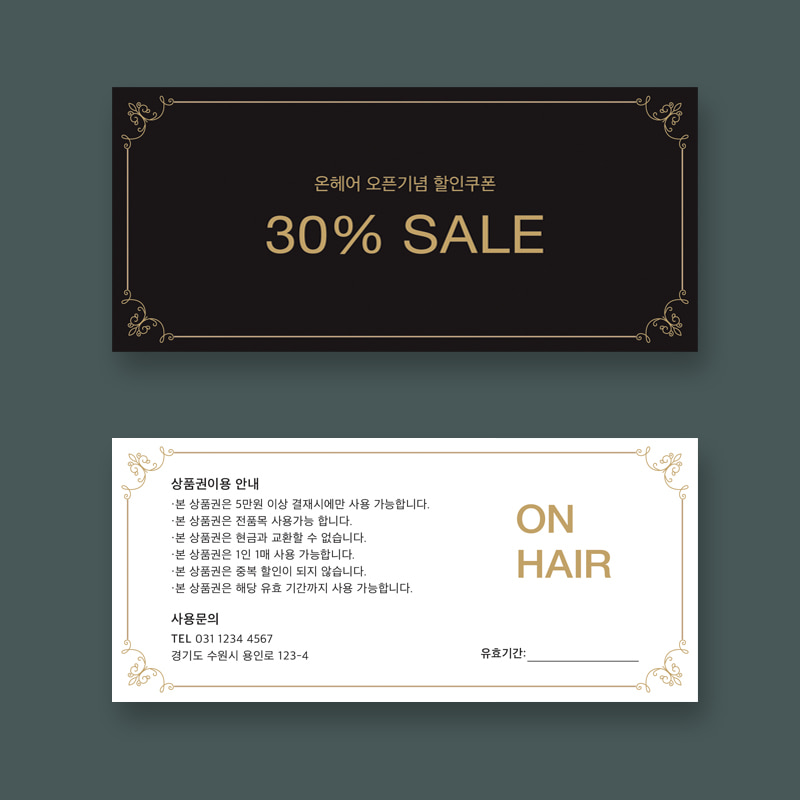 온헤어 오픈기념 할인쿠폰
30% SALE
상품권이용 안내
·본 상품권은 5만원 이상 결재시에만 사용 가능합니다.
·본 상품권은 전품목 사용가능 합니다.
·본 상품권은 현금과 교환할 수 없습니다.
·본 상품권은 1인 1매 사용 가능합니다.
·본 상품권은 중복 할인이 되지 않습니다.
·본 상품권은 해당 유효 기간까지 사용 가능합니다.
사용문의
TEL 031 1234 4567
경기도 수원시 용인로 123-4
ON
HAIR
유효기간: